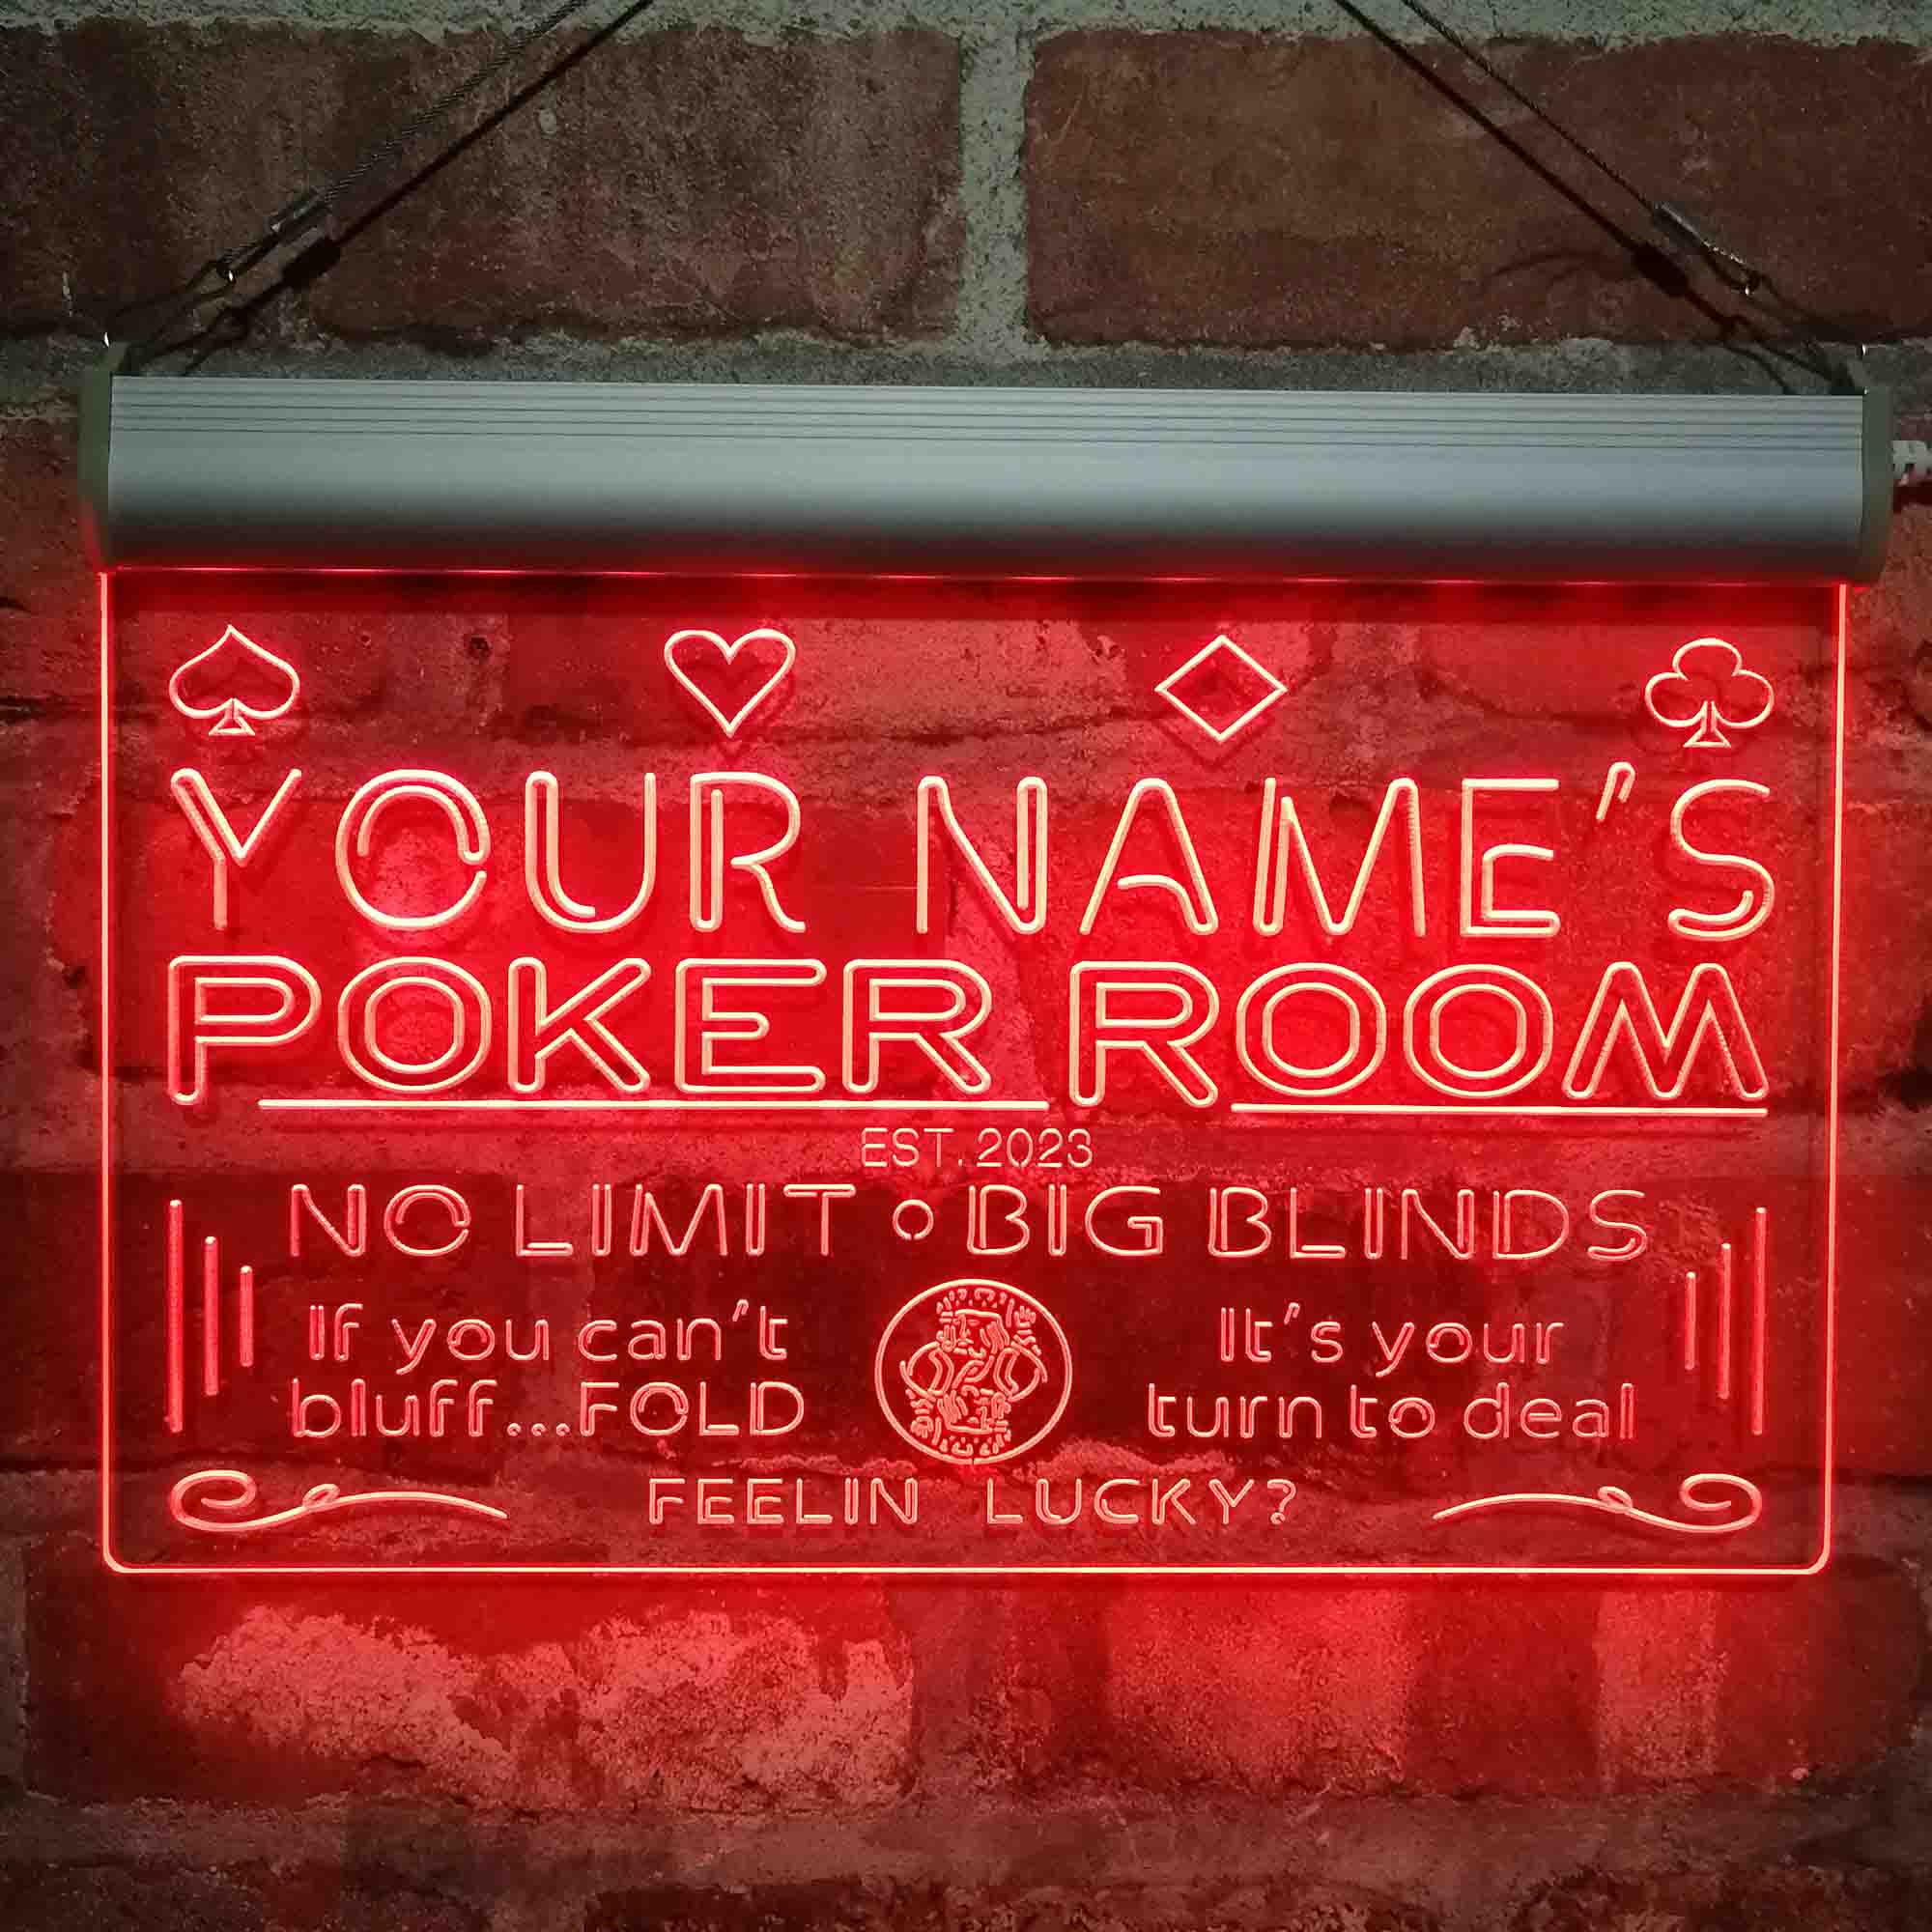 YOUR NAME'S
POKER ROOM
EST. 2023
NO LIMIT BIG BLINDS
If you can't
bluff...FOLD
It's your
turn to deal
FEELIN LUCKY?